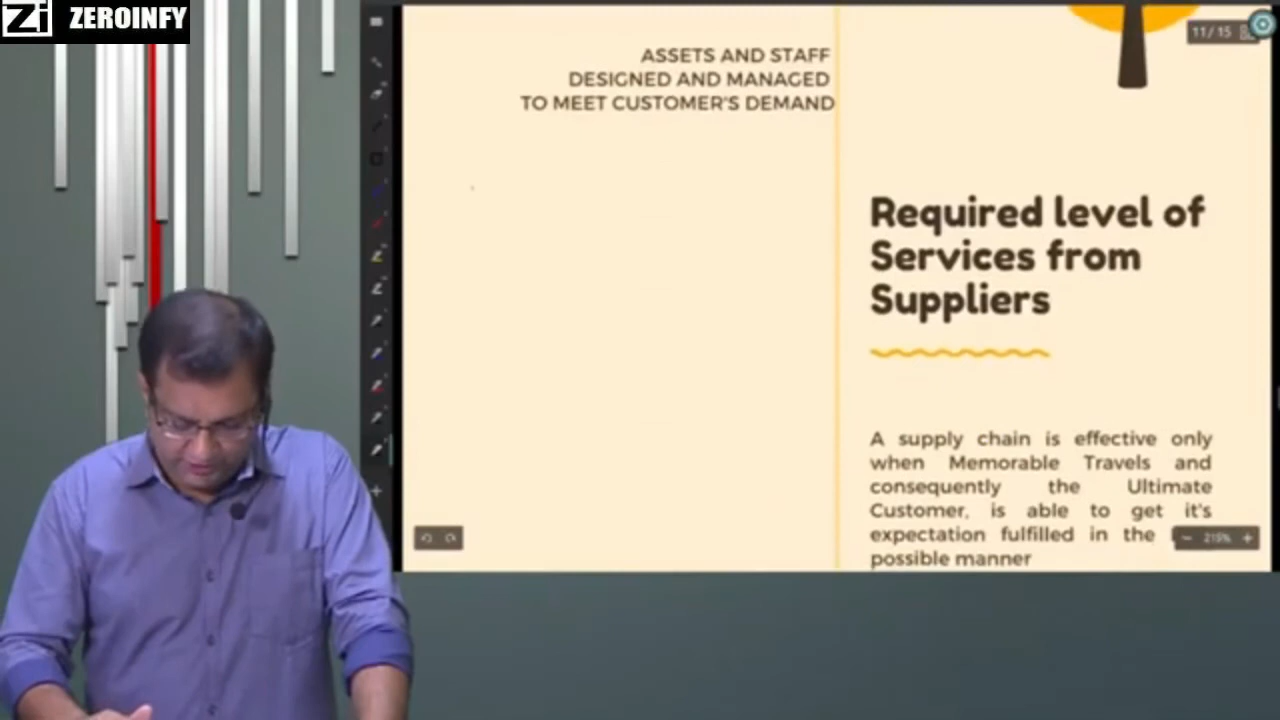 Zi ZEROINFY
11/15
ASSETS AND STAFF
DESIGNED AND MANAGED
TO MEET CUSTOMER'S DEMAND
Required level of
Services from
Suppliers
A supply chain is effective only
when Memorable Travels and
consequently the Ultimate
Customer, is able to get it's
expectation fulfilled in the
possible manner
215%